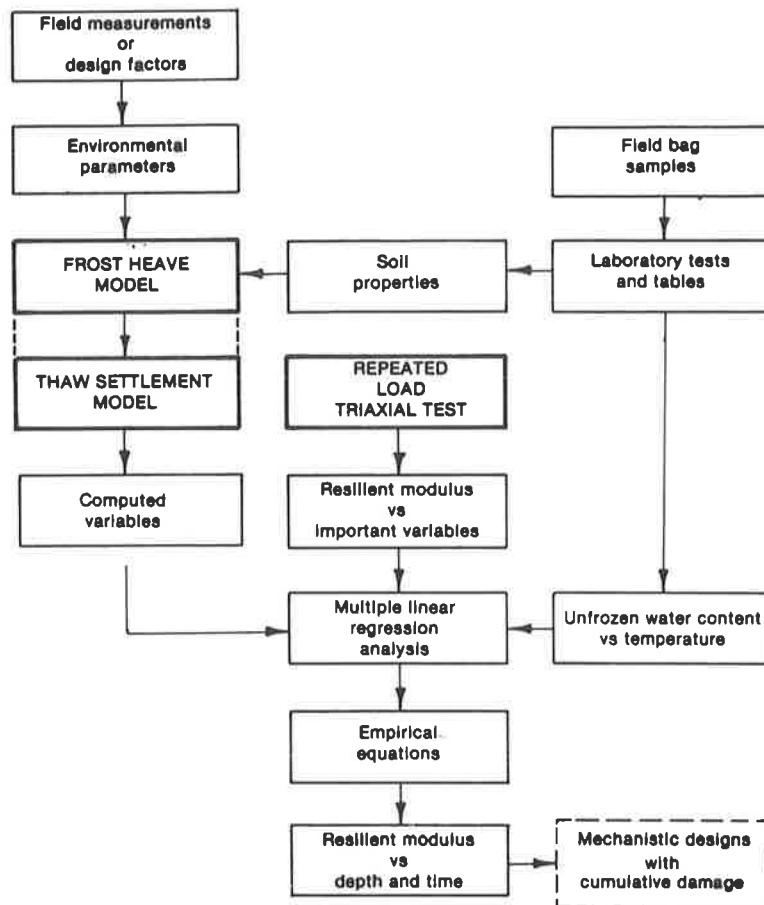 Field measurements
or
design factors
Environmental
parameters
Field bag
samples
FROST HEAVE
MODEL
Soil
properties
Laboratory tests
and tables
THAW SETTLEMENT
MODEL
REPEATED
LOAD
TRIAXIAL TEST
Computed
variables
Resilient modulus
vs
important variables
Multiple linear
regression
analysis
Unfrozen water content
vs temperature
Empirical
equations
Resilient modulus
vs
depth and time
Mechanistic designs
with
cumulative damage